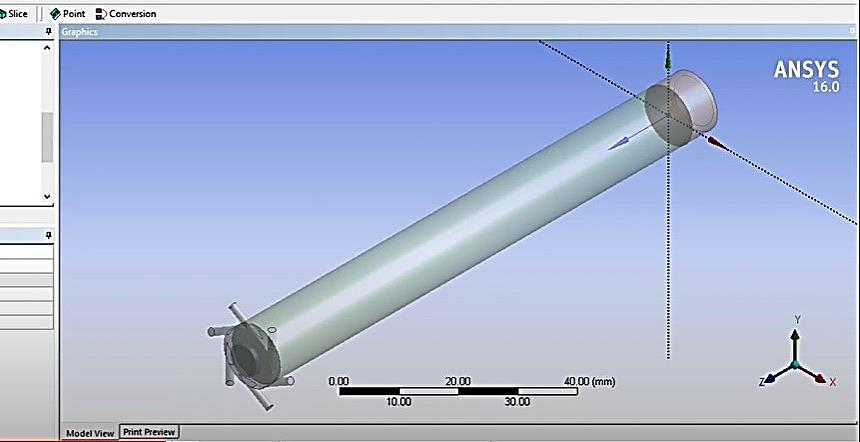 Slice Point Conversion
Graphics
ANSYS
16.0
0.00 20.00 40.00 (mm)
10.00 30.00
Y
Z X
Model View Print Preview